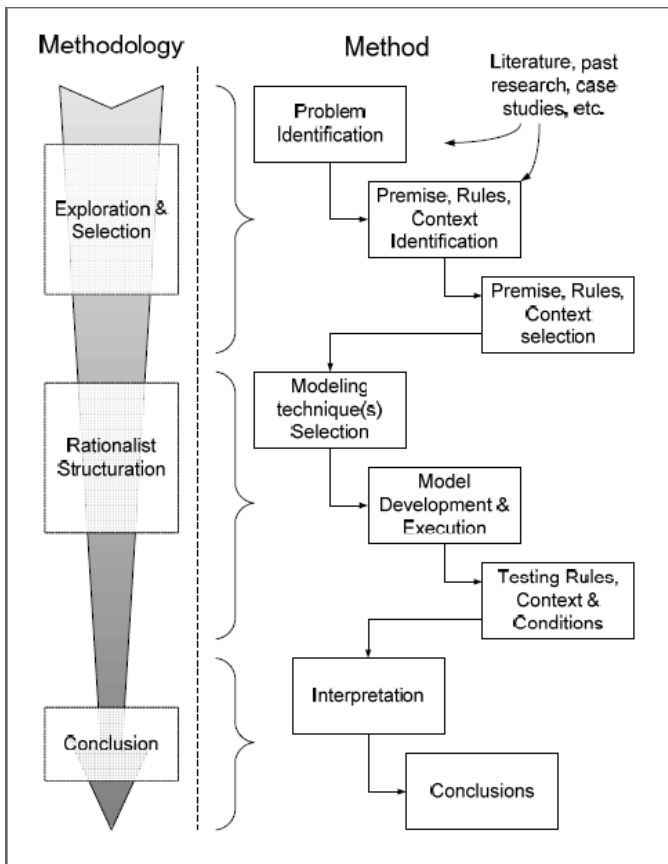 Methodology
Method
Literature, past
research, case
studies, etc.
Problem
Identification
Exploration &
Selection
Premise, Rules,
Context
Identification
Premise, Rules,
Context
selection
Modeling
technique(s)
Selection
Rationalist
Structuration
Model
Development &
Execution
Testing Rules,
Context &
Conditions
Interpretation
Conclusion
Conclusions